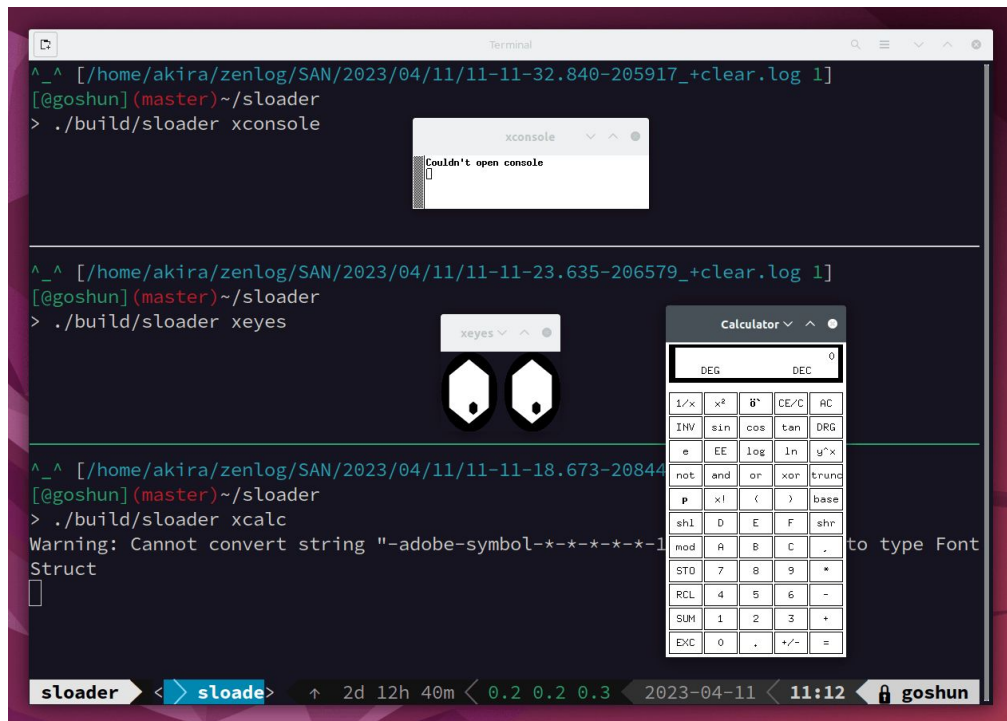 Terminal
^_^ [/home/akira/zenlog/SAN/2023/04/11/11-11-32.840-205917_+clear.log 1]
[@goshun](master)~/sloader
> ./build/sloader xconsole
xconsole
Couldn't open console
^_^ [/home/akira/zenlog/SAN/2023/04/11/11-11-23.635-206579_+clear.log 1]
[@goshun](master)~/sloader
> ./build/sloader xeyes
xeyes
Calculator
0
DEG DEC
1/x x² ö` CE/C AC
INV sin cos tan DRG
e EE log ln y^x
not and or xor trunc
p x! ( ) base
shl D E F shr
mod A B C ,
STO 7 8 9 *
RCL 4 5 6 -
SUM 1 2 3 +
EXC 0 . +/- =
^_^ [/home/akira/zenlog/SAN/2023/04/11/11-11-18.673-20844
[@goshun](master)~/sloader
> ./build/sloader xcalc
Warning: Cannot convert string "-adobe-symbol-*-*-*-*-*-1 to type Font
Struct
sloader < > sloade> ↑ 2d 12h 40m < 0.2 0.2 0.3 2023-04-11 < 11:12 goshun